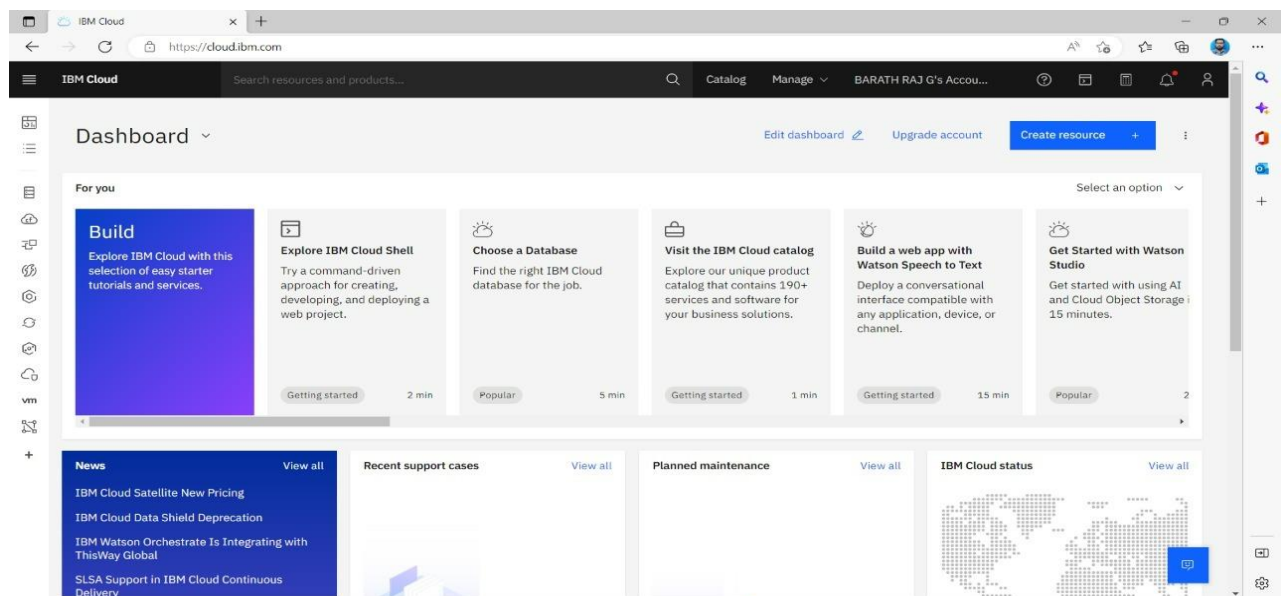 IBM Cloud
https://cloud.ibm.com
IBM Cloud
Search resources and products...
Catalog
Manage
BARATH RAJ G's Accou...
Dashboard
Edit dashboard
Upgrade account
Create resource +
For you
Select an option
Build
Explore IBM Cloud with this
selection of easy starter
tutorials and services.
Explore IBM Cloud Shell
Try a command-driven
approach for creating,
developing, and deploying a
web project.
Getting started
2 min
Choose a Database
Find the right IBM Cloud
database for the job.
Popular
5 min
Visit the IBM Cloud catalog
Explore our unique product
catalog that contains 190+
services and software for
your business solutions.
Getting started
1 min
Build a web app with
Watson Speech to Text
Deploy a conversational
interface compatible with
any application, device, or
channel.
Getting started
15 min
Get Started with Watson
Studio
Get started with using AI
and Cloud Object Storage i
15 minutes.
Popular
2
vm
News
View all
IBM Cloud Satellite New Pricing
IBM Cloud Data Shield Deprecation
IBM Watson Orchestrate Is Integrating with
ThisWay Global
SLSA Support in IBM Cloud Continuous
Delivery
Recent support cases
View all
Planned maintenance
View all
IBM Cloud status
View all